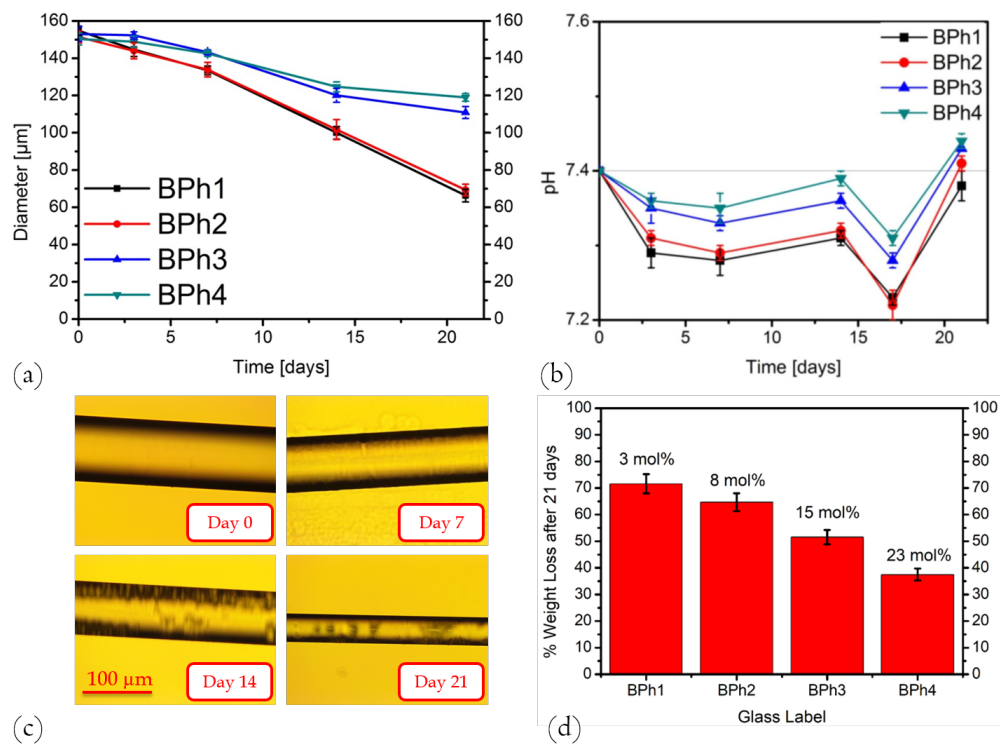 160
140
120
100
80
60
40
20
0
160
140
120
100
80
60
40
20
0
Diameter [µm]
BPh1
BPh2
BPh3
BPh4
0
5
10
15
20
Time [days]
(a)
7.6
7.4
7.2
pH
BPh1
BPh2
BPh3
BPh4
0
5
10
15
20
Time [days]
(b)
Day 0
Day 7
100 µm
Day 14
Day 21
(c)
100
90
80
70
60
50
40
30
20
10
0
% Weight Loss after 21 days
3 mol%
8 mol%
15 mol%
23 mol%
100
90
80
70
60
50
40
30
20
10
0
BPh1
BPh2
BPh3
BPh4
Glass Label
(d)